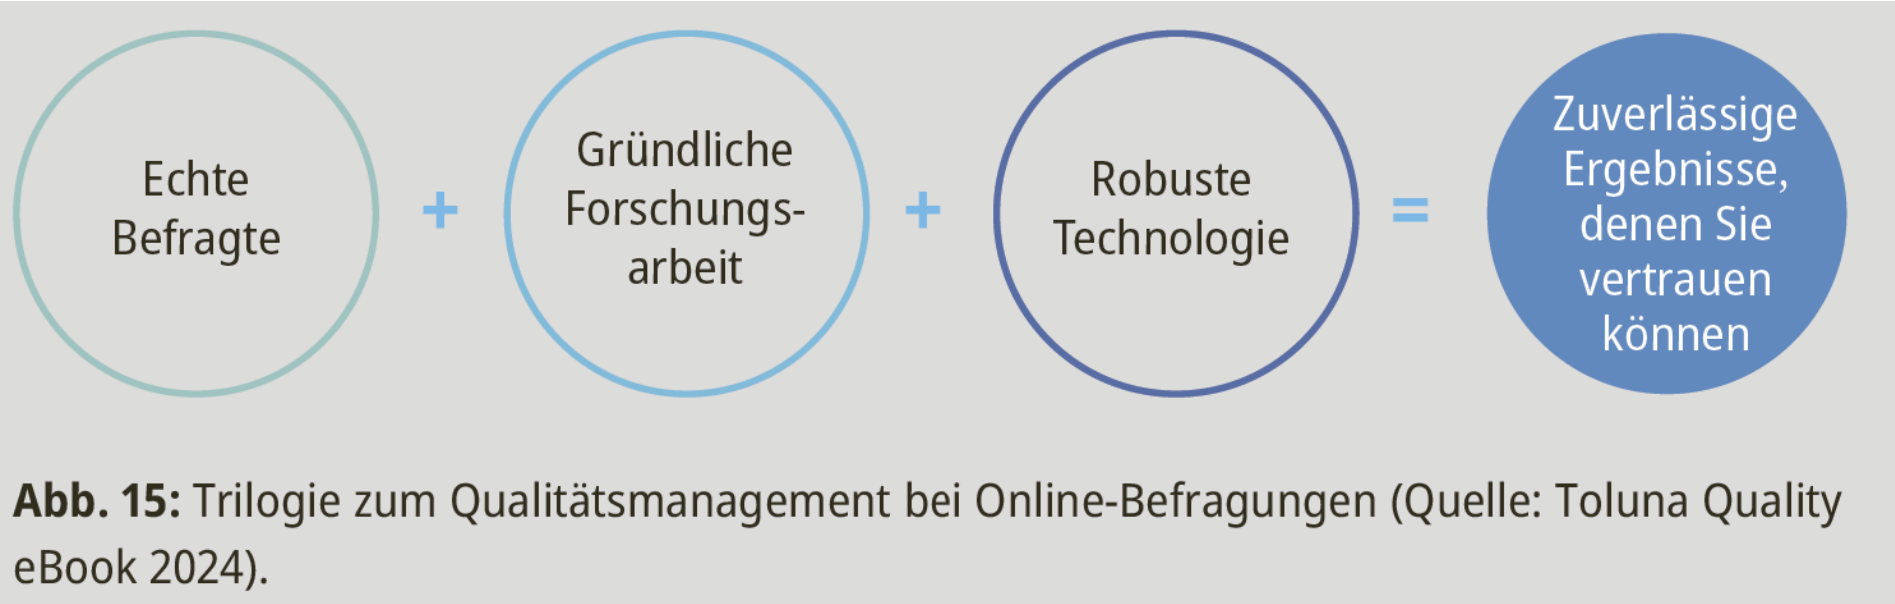 Echte
Befragte
+
Gründliche
Forschungs-
arbeit
+
Robuste
Technologie
=
Zuverlässige
Ergebnisse,
denen Sie
vertrauen
können
Abb. 15: Trilogie zum Qualitätsmanagement bei Online-Befragungen (Quelle: Toluna Quality
eBook 2024).